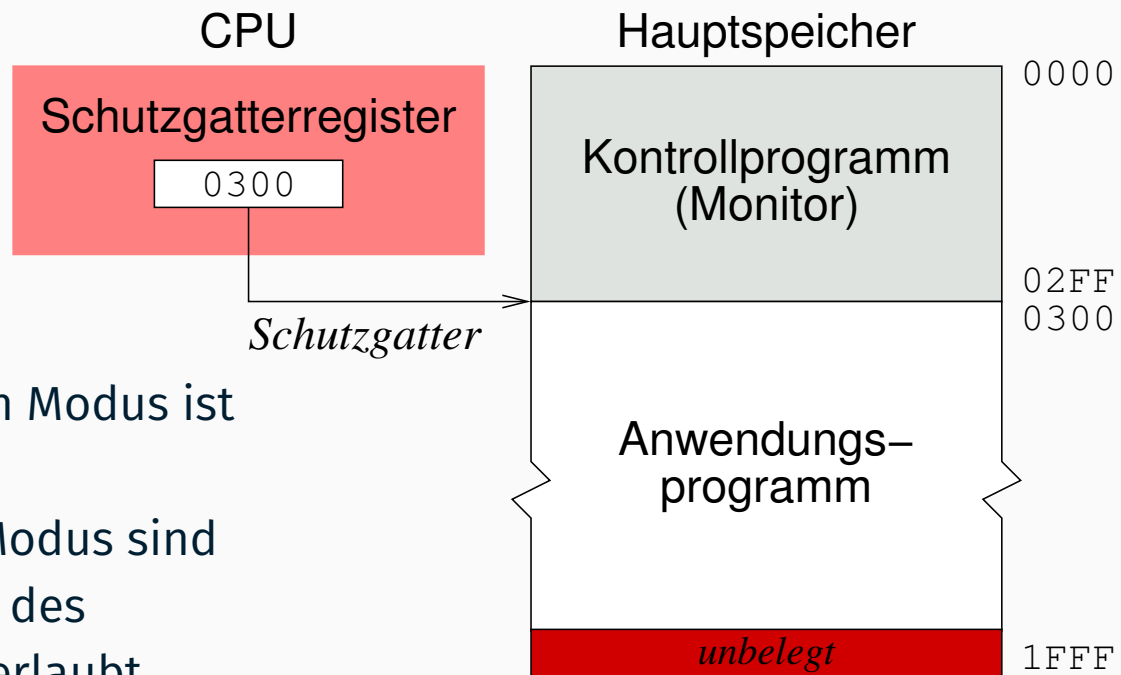 CPU
Hauptspeicher
Schutzgatterregister
0300
Schutzgatter
0000
Kontrollprogramm
(Monitor)
02FF
0300
Modus ist
Modus sind
des
erlaubt
Anwendungs–
programm
unbelegt
1FFF